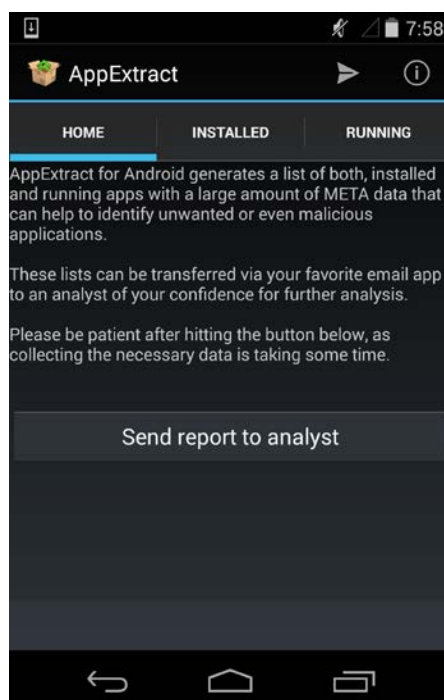 7:58
AppExtract
HOME INSTALLED RUNNING
AppExtract for Android generates a list of both, installed
and running apps with a large amount of META data that
can help to identify unwanted or even malicious
applications.
These lists can be transferred via your favorite email app
to an analyst of your confidence for further analysis.
Please be patient after hitting the button below, as
collecting the necessary data is taking some time.
Send report to analyst